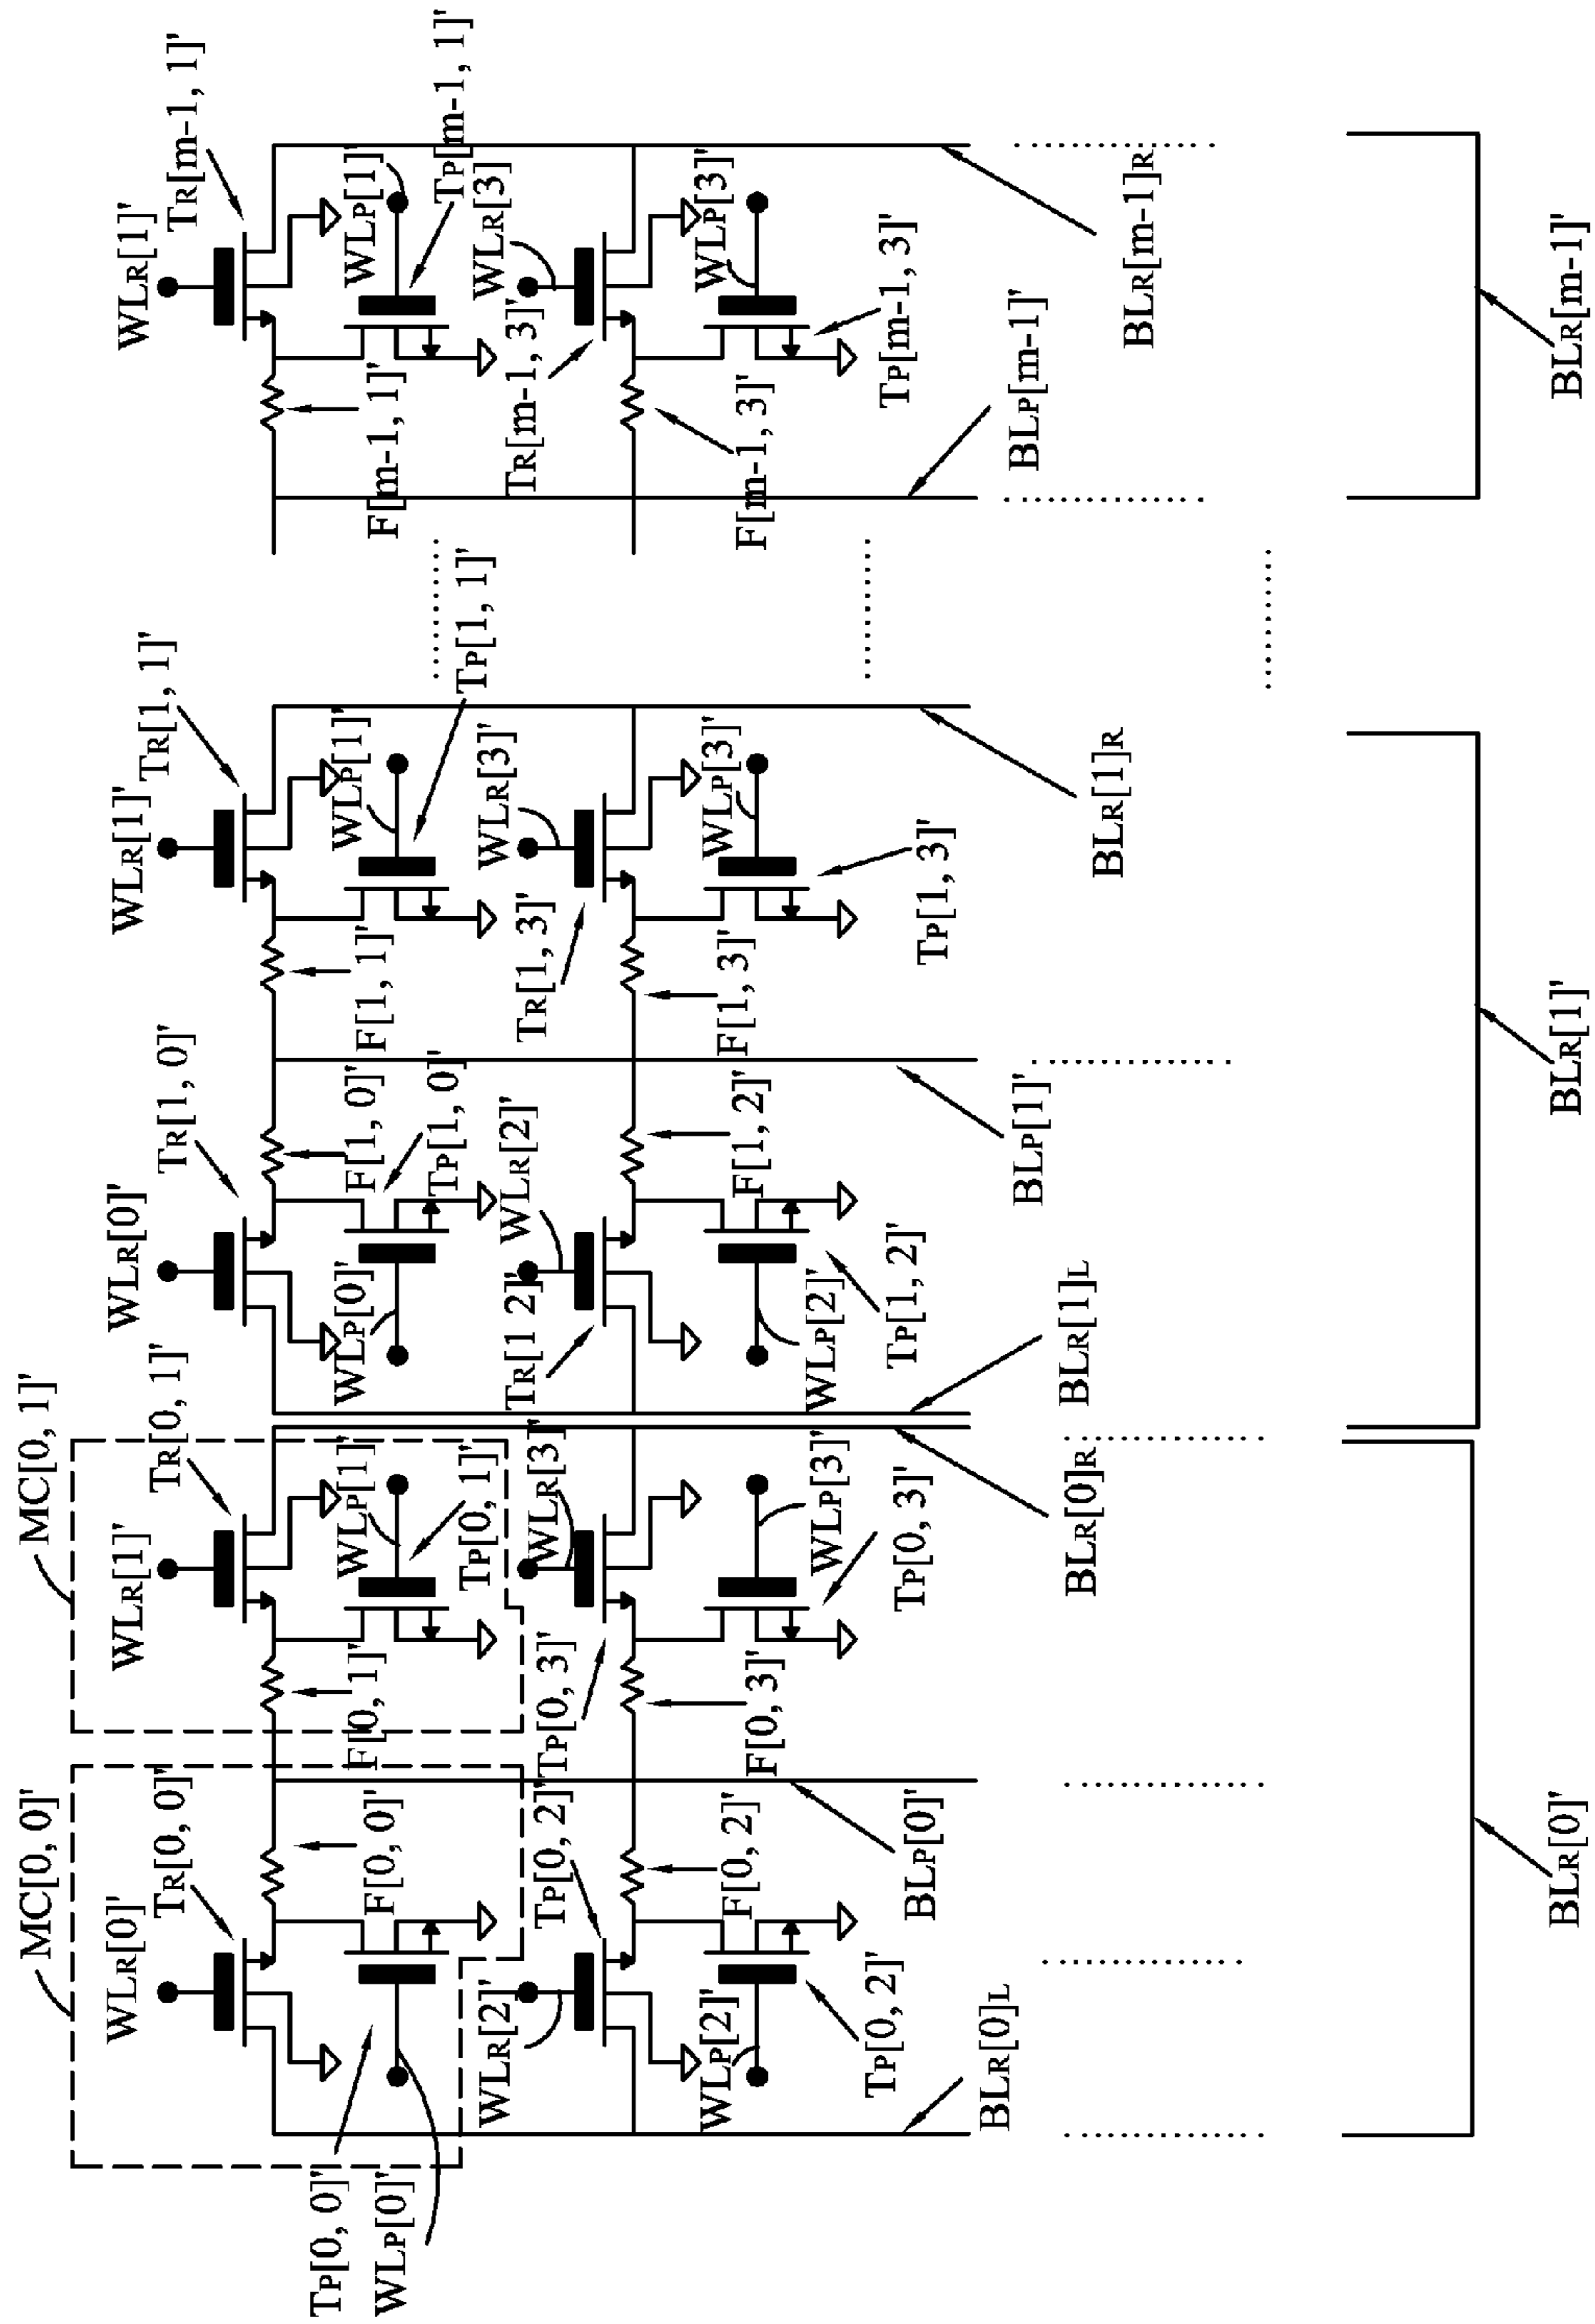 MC[0, 0]'
MC[0, 1]'
WLR[0]'
TR[0, 0]'
WLR[1]'
TR[0, 1]'
WLR[0]'
TR[1, 0]'
WLR[1]'
TR[1, 1]'
WLR[1]'
TR[m-1, 1]'
TP[0, 0]'
WLP[0]'
F[0, 0]'
F[0, 1]'
WLP[1]'
TP[0, 1]'
WLP[0]'
F[1, 0]'
TP[1, 0]'
F[1, 1]'
WLP[1]'
TP[1, 1]'
F[m-1, 1]'
WLP[1]'
TP[m-1, 1]'
WLR[2]'
TP[0, 2]'
TP[0, 3]'
WLR[3]'
TR[1 2]'
WLR[2]'
TR[1, 3]'
WLR[3]'
TR[m-1, 3]'
WLR[3]
WLP[2]'
F[0, 2]'
F[0, 3]'
WLP[3]'
WLP[2]'
F[1, 2]'
F[1, 3]'
WLP[3]'
F[m-1, 3]'
WLP[3]'
TP[0, 2]'
TP[0, 3]'
TP[1, 2]'
TP[1, 3]'
TP[m-1, 3]'
BLR[0]L
BLP[0]'
BLR[0]R
BLR[1]L
BLP[1]'
BLR[1]R
BLP[m-1]'
BLR[m-1]R
BLR[0]'
BLR[1]'
BLR[m-1]'